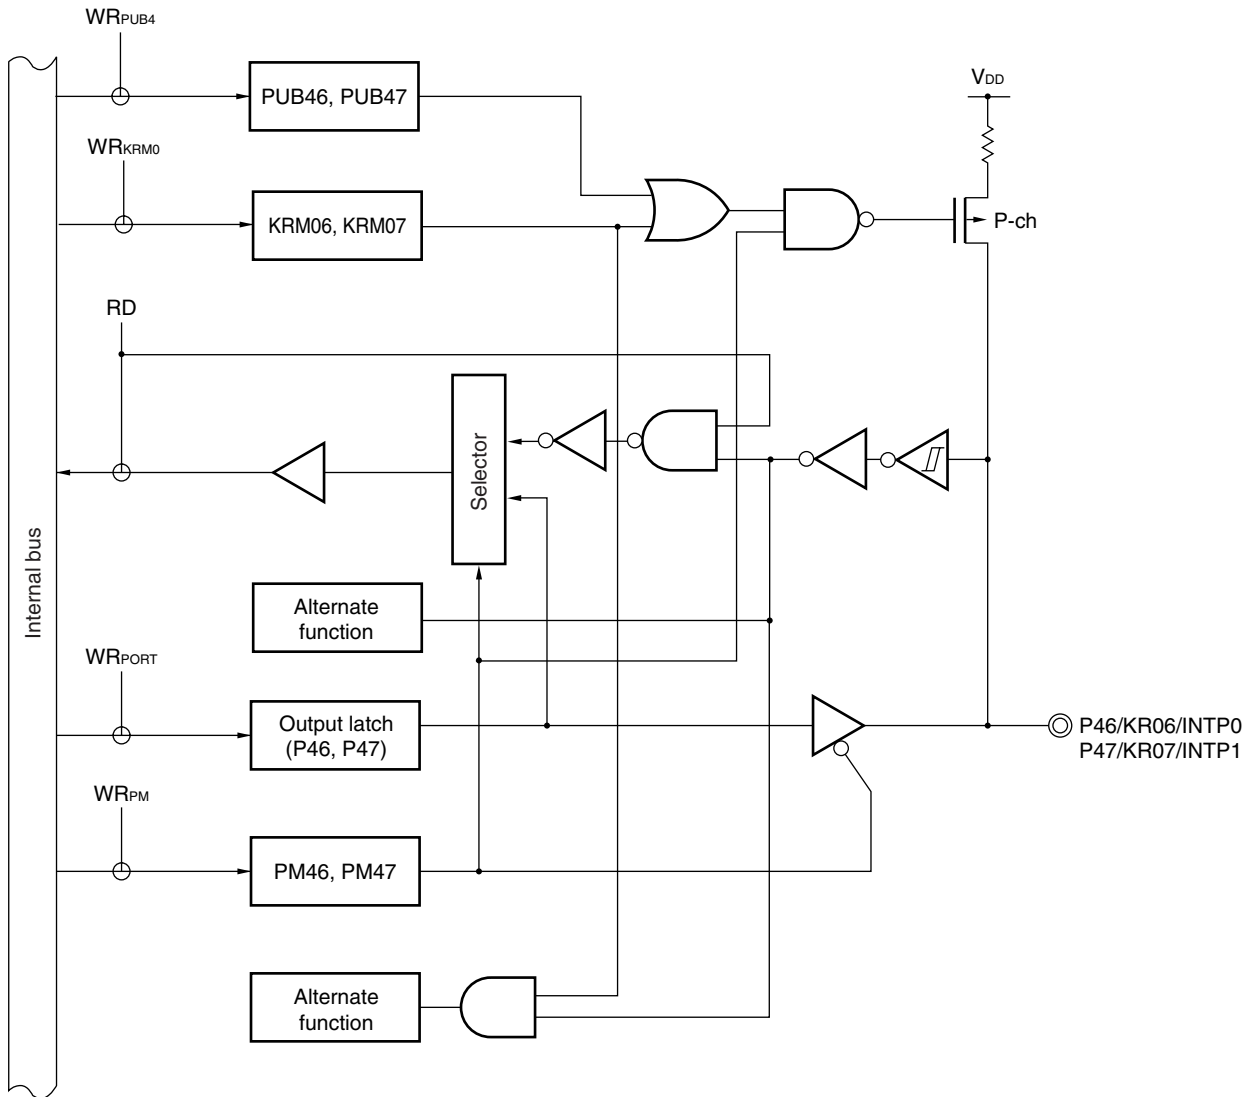 WRPUB4
PUB46, PUB47
VDD
WRKRM0
KRM06, KRM07
P-ch
RD
Selector
Internal bus
Alternate
function
WRPORT
Output latch
(P46, P47)
P46/KR06/INTP0
P47/KR07/INTP1
WRPM
PM46, PM47
Alternate
function